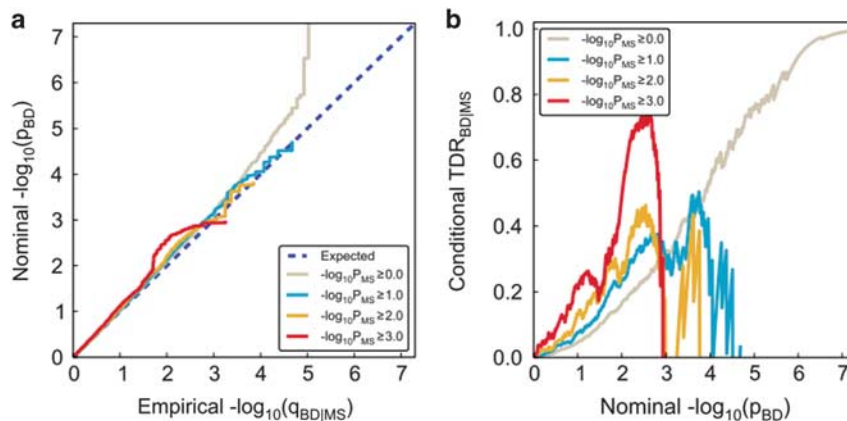 a
Nominal -log10(pBD)
7
6
5
4
3
2
1
0
0 1 2 3 4 5 6 7
Empirical -log10(qBD|MS)
Expected
-log10PMS≥0.0
-log10PMS≥1.0
-log10PMS≥2.0
-log10PMS≥3.0
b
Conditional TDRBD|MS
1.0
0.8
0.6
0.4
0.2
0.0
0 1 2 3 4 5 6 7
Nominal -log10(pBD)
-log10PMS≥0.0
-log10PMS≥1.0
-log10PMS≥2.0
-log10PMS≥3.0